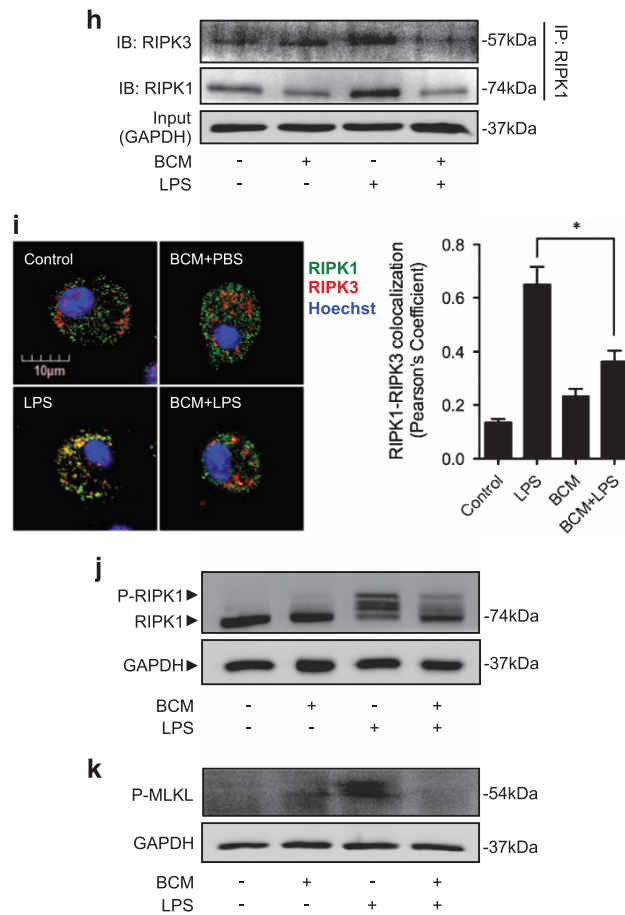 h
IB: RIPK3
-57kDa
IB: RIPK1
-74kDa
IP: RIPK1
Input
(GAPDH)
-37kDa
BCM - + - +
LPS - - + +
i
Control
BCM+PBS
10µm
LPS
BCM+LPS
RIPK1
RIPK3
Hoechst
RIPK1-RIPK3 colocalization
(Pearson's Coefficient)
0.8
0.6
0.4
0.2
0.0
*
Control
LPS
BCM
BCM+LPS
j
P-RIPK1
RIPK1
-74kDa
GAPDH
-37kDa
BCM - + - +
LPS - - + +
k
P-MLKL
-54kDa
GAPDH
-37kDa
BCM - + - +
LPS - - + +